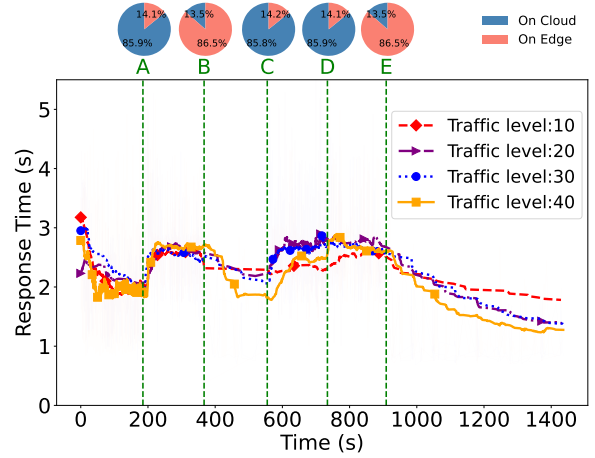 14.1%
85.9%
13.5%
86.5%
14.2%
85.8%
14.1%
85.9%
13.5%
86.5%
On Cloud
On Edge
A B C D E
Traffic level:10
Traffic level:20
Traffic level:30
Traffic level:40
Response Time (s)
5
4
3
2
1
0
0 200 400 600 800 1000 1200 1400
Time (s)